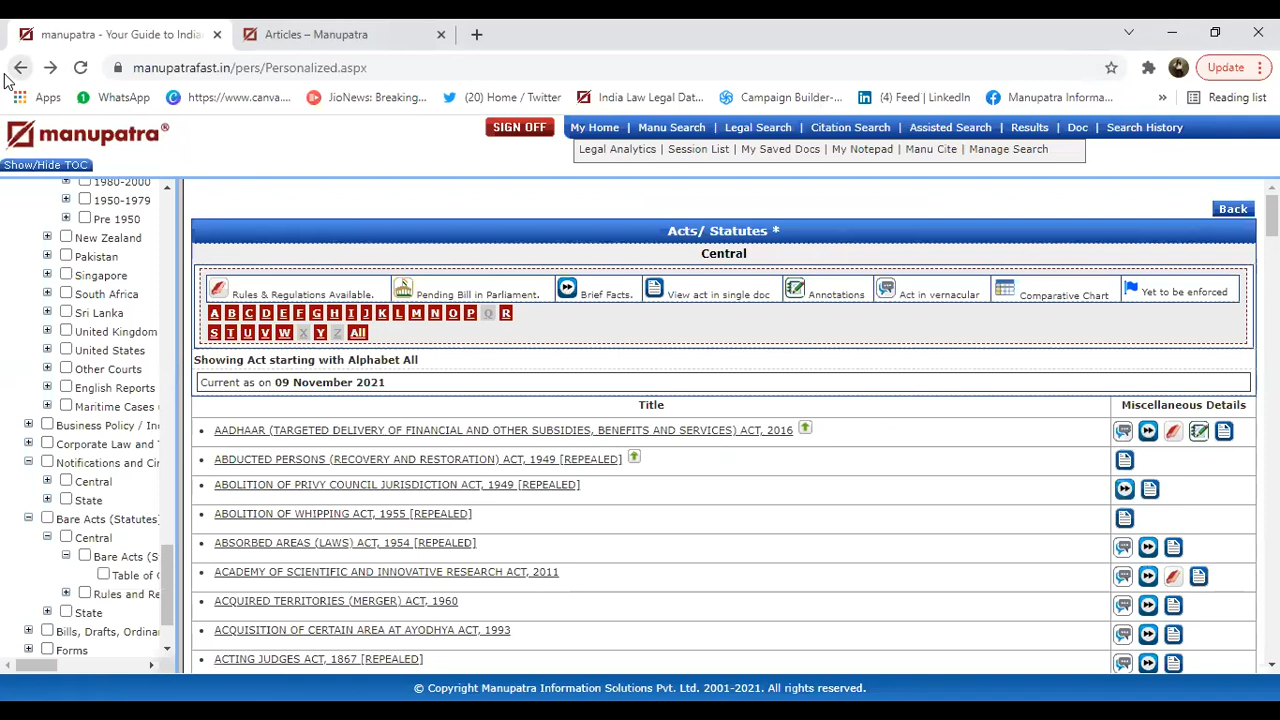 manupatra - Your Guide to India
Articles – Manupatra
manupatrafast.in/pers/Personalized.aspx
Update
Apps
WhatsApp
https://www.canva....
JioNews: Breaking...
(20) Home / Twitter
India Law Legal Dat...
Campaign Builder-...
(4) Feed | LinkedIn
Manupatra Informa...
»
Reading list
manupatra®
SIGN OFF
My Home | Manu Search | Legal Search | Citation Search | Assisted Search | Results | Doc | Search History
Legal Analytics | Session List | My Saved Docs | My Notepad | Manu Cite | Manage Search
Show/Hide TOC
1980-2000
1950-1979
Pre 1950
New Zealand
Pakistan
Singapore
South Africa
Sri Lanka
United Kingdom
United States
Other Courts
English Reports
Maritime Cases
Business Policy / In
Corporate Law and
Notifications and Cir
Central
State
Bare Acts (Statutes)
Central
Bare Acts (S
Table of
Rules and Re
State
Bills, Drafts, Ordina
Forms
Back
Acts/ Statutes *
Central
Rules & Regulations Available.
Pending Bill in Parliament.
Brief Facts.
View act in single doc
Annotations
Act in vernacular
Comparative Chart
Yet to be enforced
A B C D E F G H I J K L M N O P Q R
S T U V W X Y Z All
Showing Act starting with Alphabet All
Current as on 09 November 2021
Title
Miscellaneous Details
AADHAAR (TARGETED DELIVERY OF FINANCIAL AND OTHER SUBSIDIES, BENEFITS AND SERVICES) ACT, 2016
ABDUCTED PERSONS (RECOVERY AND RESTORATION) ACT, 1949 [REPEALED]
ABOLITION OF PRIVY COUNCIL JURISDICTION ACT, 1949 [REPEALED]
ABOLITION OF WHIPPING ACT, 1955 [REPEALED]
ABSORBED AREAS (LAWS) ACT, 1954 [REPEALED]
ACADEMY OF SCIENTIFIC AND INNOVATIVE RESEARCH ACT, 2011
ACQUIRED TERRITORIES (MERGER) ACT, 1960
ACQUISITION OF CERTAIN AREA AT AYODHYA ACT, 1993
ACTING JUDGES ACT, 1867 [REPEALED]
© Copyright Manupatra Information Solutions Pvt. Ltd. 2001-2021. All rights reserved.